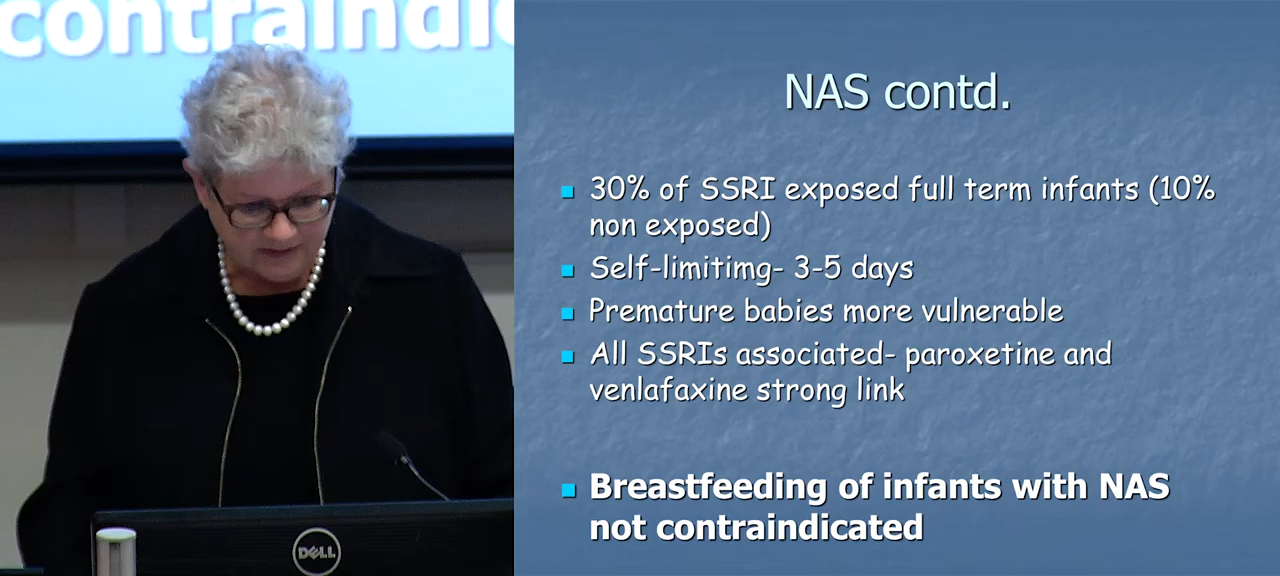 contraindic
NAS contd.
30% of SSRI exposed full term infants (10%
non exposed)
Self-limitimg- 3-5 days
Premature babies more vulnerable
All SSRIs associated- paroxetine and
venlafaxine strong link
Breastfeeding of infants with NAS
not contraindicated
DELL